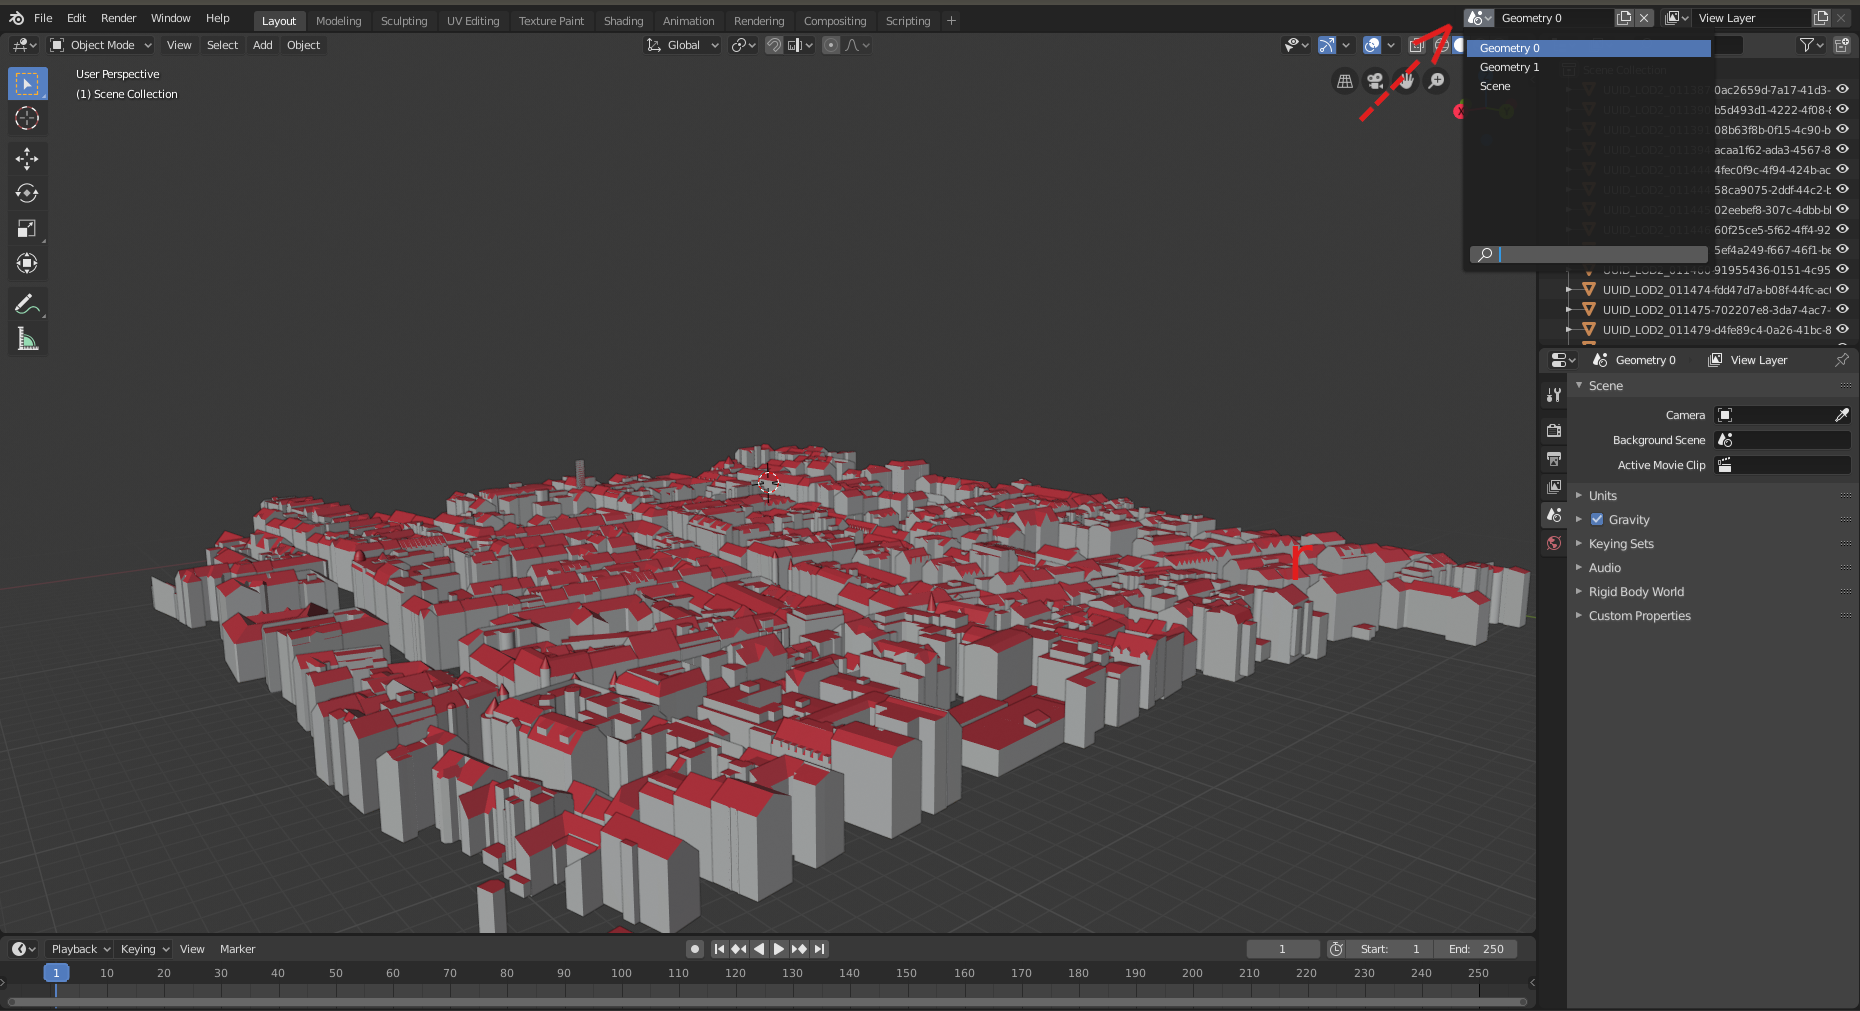 File Edit Render Window Help
Layout Modeling Sculpting UV Editing Texture Paint Shading Animation Rendering Compositing Scripting +
Geometry 0
View Layer
Object Mode View Select Add Object
Global
Geometry 0
Geometry 1
Scene
User Perspective
(1) Scene Collection
X
0ac2659d-7a17-41d3-
b5d493d1-4222-4f08-8
08b63f8b-0f15-4c90-b
acaa1f62-ada3-4567-8
4fec0f9c-4f94-424b-ac
58ca9075-2ddf-44c2-b
02eebef8-307c-4dbb-bl
60f25ce5-5f62-4ff4-92
5ef4a249-f667-46f1-be
91955436-0151-4c95
UUID_LOD2_011474-fdd47d7a-b08f-44fc-ac
UUID_LOD2_011475-702207e8-3da7-4ac7-
UUID_LOD2_011479-d4fe89c4-0a26-41bc-8
Geometry 0 View Layer
Scene
Camera
Background Scene
Active Movie Clip
Units
Gravity
Keying Sets
Audio
Rigid Body World
Custom Properties
r
Playback Keying View Marker
1 Start: 1 End: 250
1 10 20 30 40 50 60 70 80 90 100 110 120 130 140 150 160 170 180 190 200 210 220 230 240 250